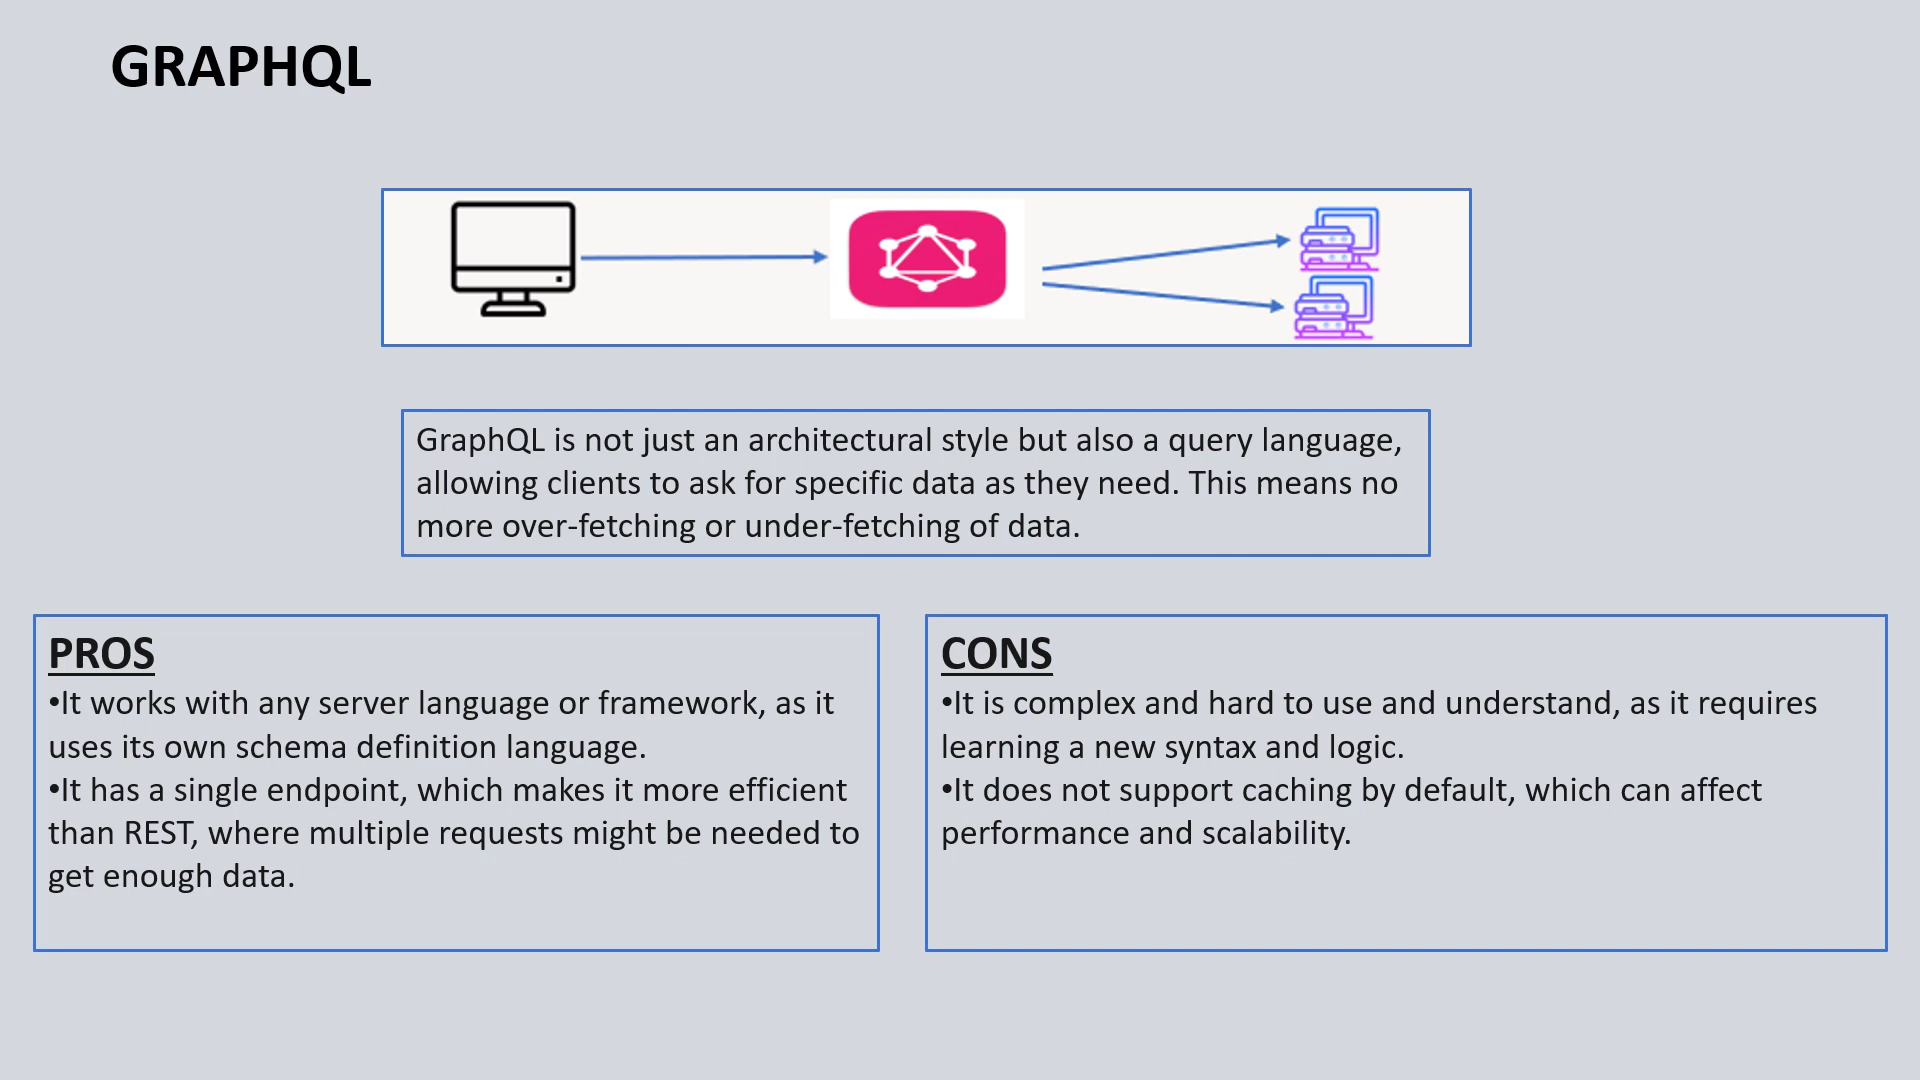 GRAPHQL
GraphQL is not just an architectural style but also a query language,
allowing clients to ask for specific data as they need. This means no
more over-fetching or under-fetching of data.
PROS
•It works with any server language or framework, as it
uses its own schema definition language.
•It has a single endpoint, which makes it more efficient
than REST, where multiple requests might be needed to
get enough data.
CONS
•It is complex and hard to use and understand, as it requires
learning a new syntax and logic.
•It does not support caching by default, which can affect
performance and scalability.